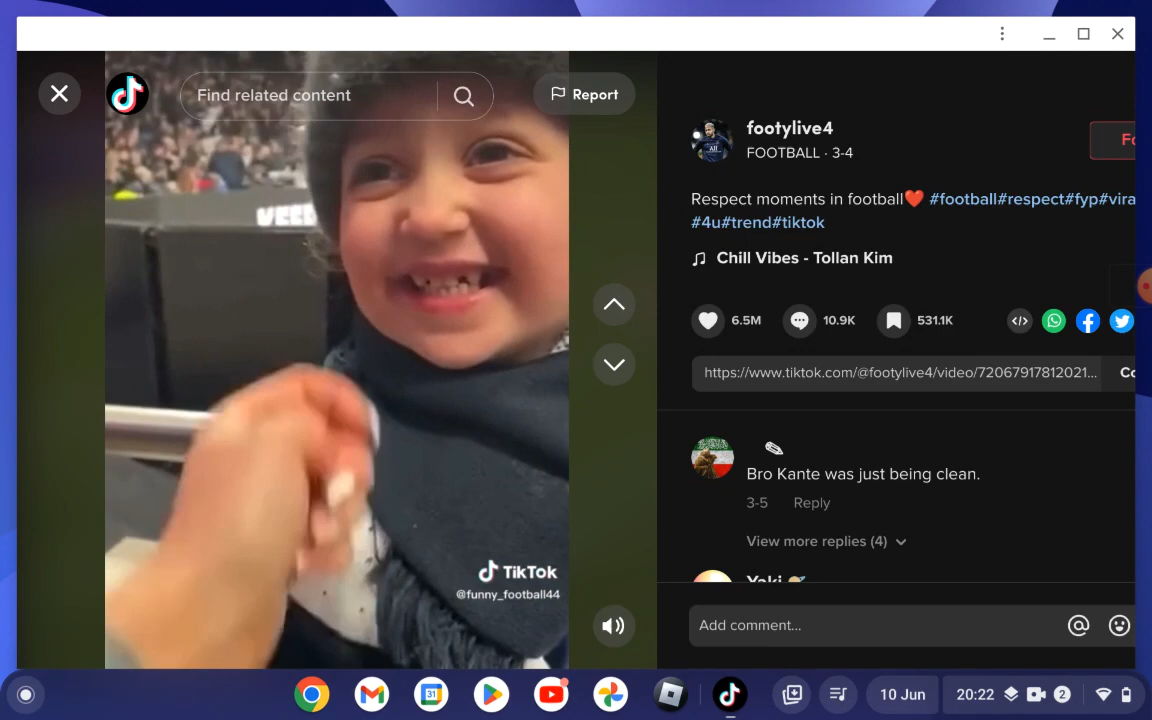 Find related content
Report
TikTok
@funny_football44
footylive4
FOOTBALL · 3-4
Respect moments in football❤️ #football#respect#fyp#vira
#4u#trend#tiktok
Chill Vibes - Tollan Kim
6.5M
10.9K
531.1K
https://www.tiktok.com/@footylive4/video/72067917812021...
Co
Bro Kante was just being clean.
3-5 Reply
View more replies (4)
Yaki
Add comment...
10 Jun
20:22
2